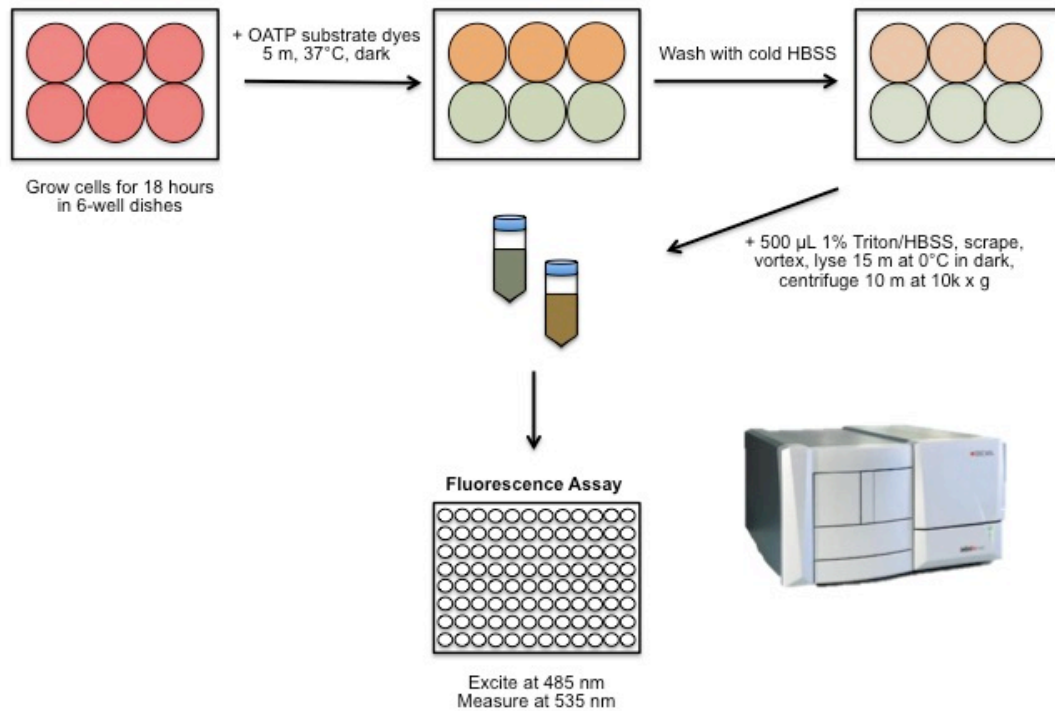 + OATP substrate dyes
5 m, 37°C, dark
Wash with cold HBSS
Grow cells for 18 hours
in 6-well dishes
+ 500 µL 1% Triton/HBSS, scrape,
vortex, lyse 15 m at 0°C in dark,
centrifuge 10 m at 10k x g
Fluorescence Assay
Excite at 485 nm
Measure at 535 nm